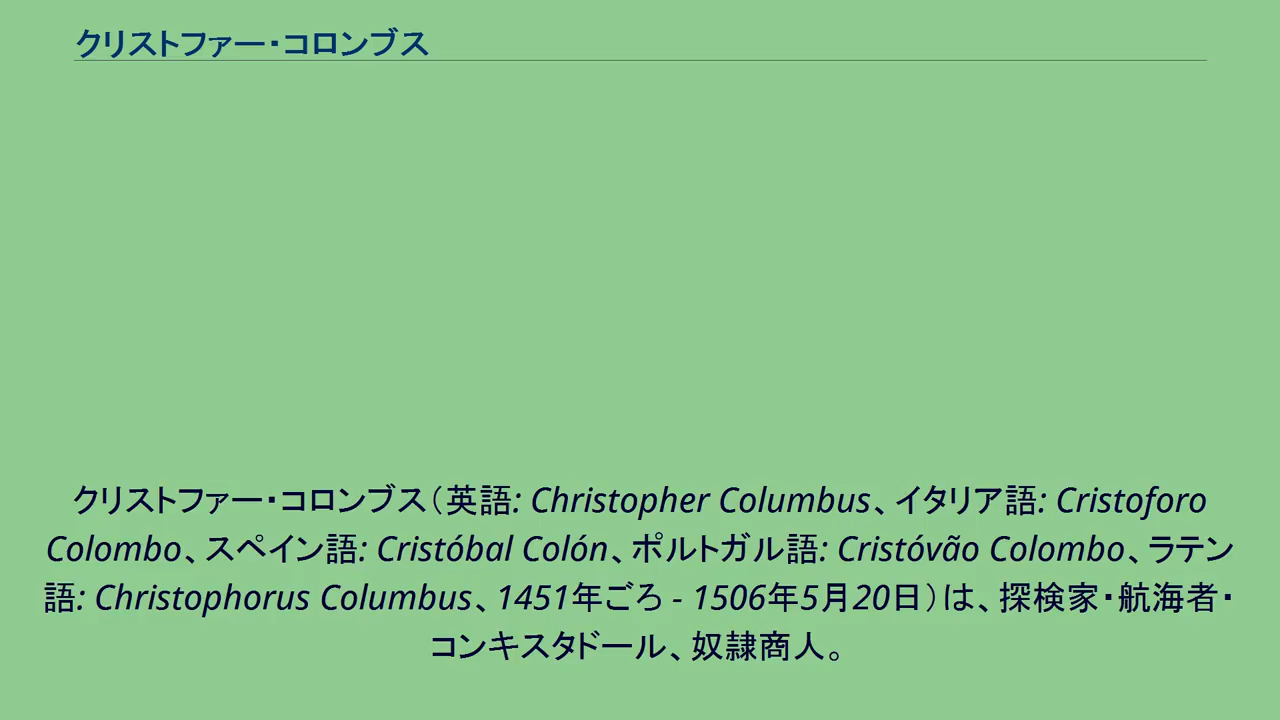 クリストファー・コロンブス
クリストファー・コロンブス（英語: Christopher Columbus、イタリア語: Cristoforo
Colombo、スペイン語: Cristóbal Colón、ポルトガル語: Cristóvão Colombo、ラテン
語: Christophorus Columbus、1451年ごろ - 1506年5月20日）は、探検家・航海者・
コンキスタドール、奴隷商人。